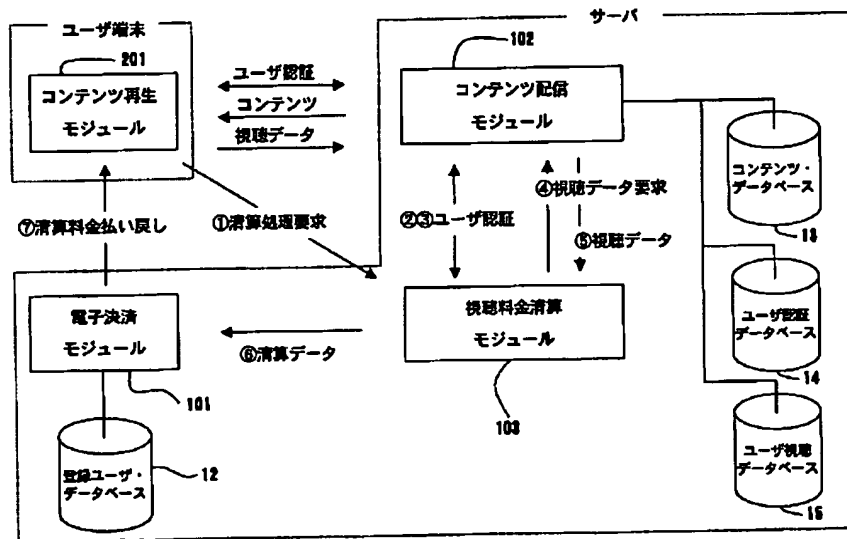 ユーザ端末
サーバ
201
コンテンツ再生
モジュール
ユーザ認証
コンテンツ
視聴データ
102
コンテンツ配信
モジュール
コンテンツ・
データベース
13
⑦清算料金払い戻し
①清算処理要求
②③ユーザ認証
④視聴データ要求
⑤視聴データ
電子決済
モジュール
101
⑥清算データ
視聴料金清算
モジュール
103
ユーザ認証
データベース
14
登録ユーザ・
データベース
12
ユーザ視聴
データベース
15